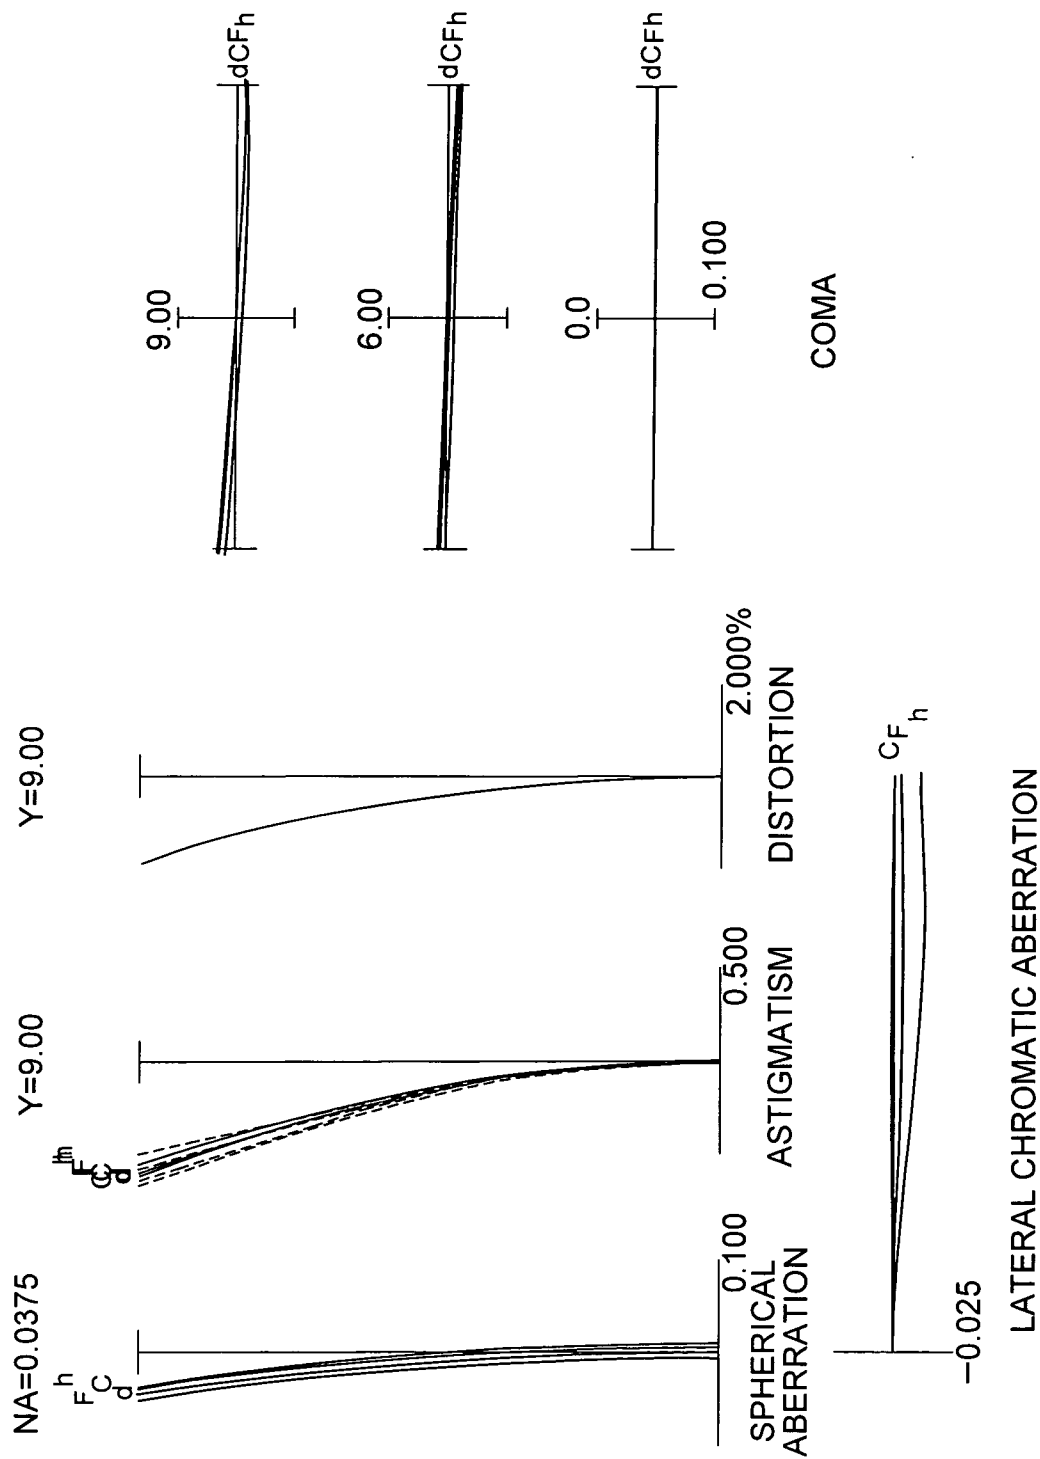 NA=0.0375
F h
d C
0.100
SPHERICAL
ABERRATION
Y=9.00
0.500
ASTIGMATISM
Y=9.00
2.000%
DISTORTION
9.00
dCFh
6.00
dCFh
0.0
dCFh
0.100
COMA
C F h
−0.025
LATERAL CHROMATIC ABERRATION